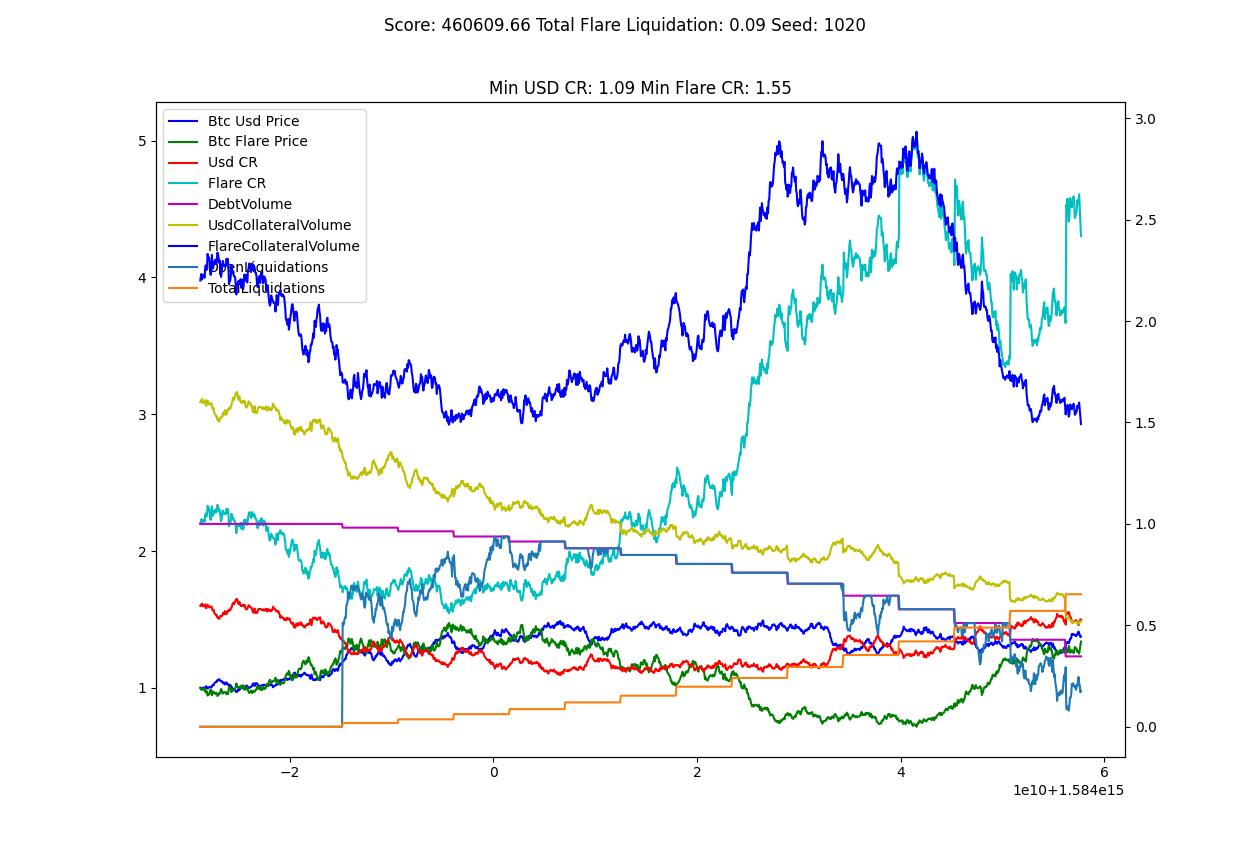 Score: 460609.66 Total Flare Liquidation: 0.09 Seed: 1020
Min USD CR: 1.09 Min Flare CR: 1.55
Btc Usd Price
Btc Flare Price
Usd CR
Flare CR
DebtVolume
UsdCollateralVolume
FlareCollateralVolume
OpenLiquidations
TotalLiquidations
5
4
3
2
1
3.0
2.5
2.0
1.5
1.0
0.5
0.0
−2 0 2 4 6
1e10+1.584e15